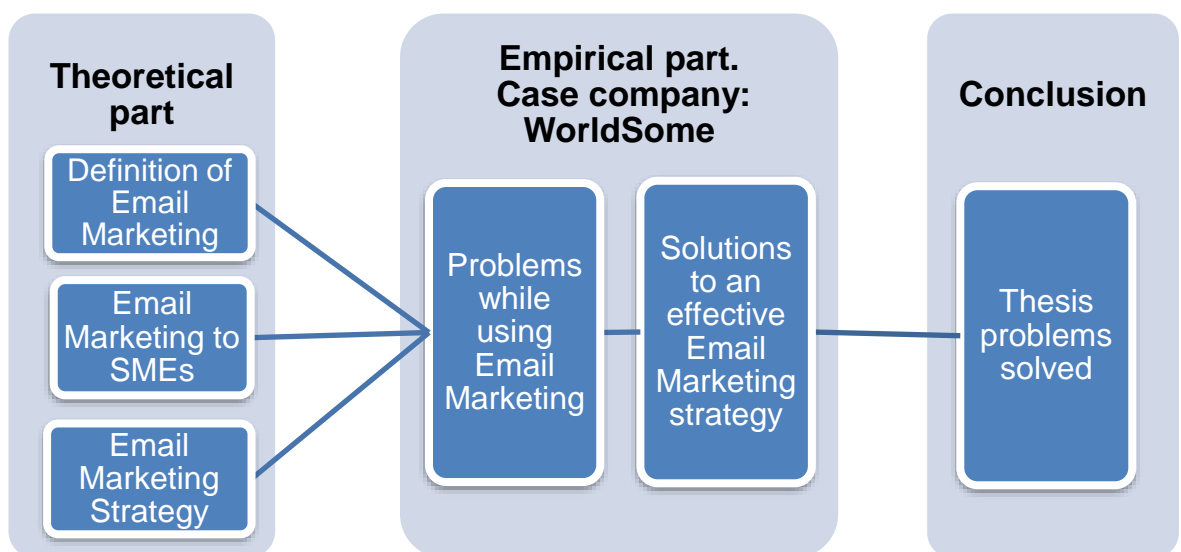 Theoretical
part
Definition of
Email
Marketing
Email
Marketing to
SMEs
Email
Marketing
Strategy
Empirical part.
Case company:
WorldSome
Problems
while
using
Email
Marketing
Solutions
to an
effective
Email
Marketing
strategy
Conclusion
Thesis
problems
solved